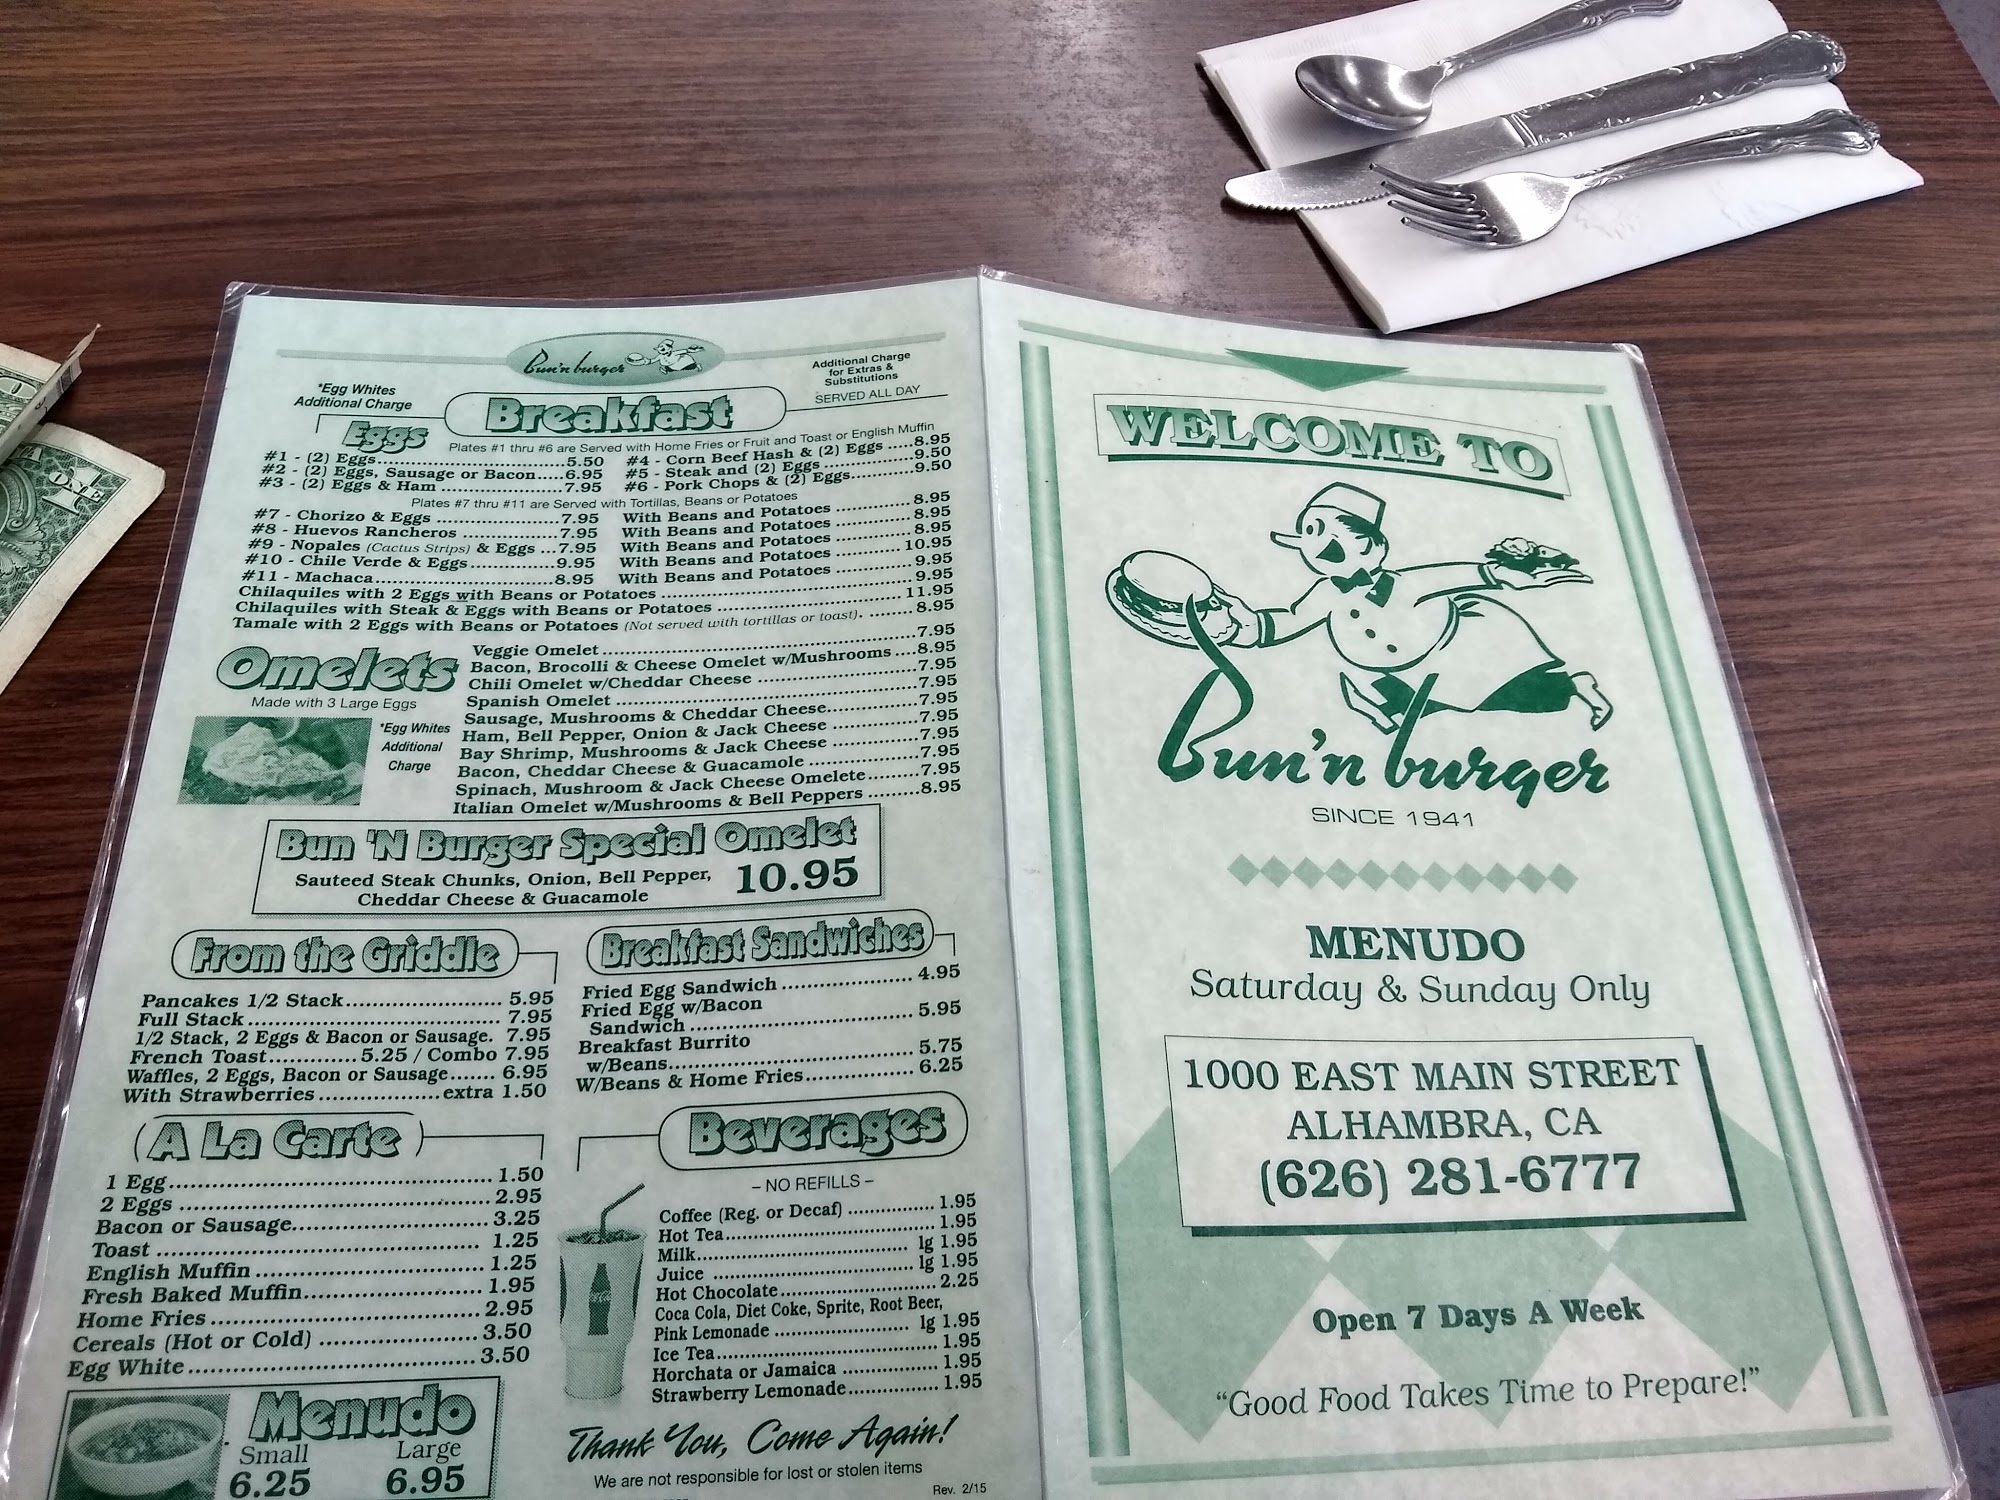 Bun'n burger
*Egg Whites
Additional Charge
Additional Charge
for Extras &
Substitutions
SERVED ALL DAY
Breakfast
Eggs
Plates #1 thru #6 are Served with Home Fries or Fruit and Toast or English Muffin
#1 - (2) Eggs..............................5.50
#2 - (2) Eggs, Sausage or Bacon.....6.95
#3 - (2) Eggs & Ham ....................7.95
#4 - Corn Beef Hash & (2) Eggs .....8.95
#5 - Steak and (2) Eggs ...............9.50
#6 - Pork Chops & (2) Eggs...........9.50
Plates #7 thru #11 are Served with Tortillas, Beans or Potatoes
#7 - Chorizo & Eggs ....................7.95 With Beans and Potatoes ............ 8.95
#8 - Huevos Rancheros ................7.95 With Beans and Potatoes ............ 8.95
#9 - Nopales (Cactus Strips) & Eggs ...7.95 With Beans and Potatoes ............ 8.95
#10 - Chile Verde & Eggs..............9.95 With Beans and Potatoes ............ 10.95
#11 - Machaca.............................8.95 With Beans and Potatoes ............ 9.95
Chilaquiles with 2 Eggs with Beans or Potatoes ............ 9.95
Chilaquiles with Steak & Eggs with Beans or Potatoes ............ 11.95
Tamale with 2 Eggs with Beans or Potatoes (Not served with tortillas or toast). ........ 8.95
Omelets
Made with 3 Large Eggs
*Egg Whites
Additional
Charge
Veggie Omelet ............7.95
Bacon, Brocolli & Cheese Omelet w/Mushrooms ....8.95
Chili Omelet w/Cheddar Cheese ............7.95
Spanish Omelet ............7.95
Sausage, Mushrooms & Cheddar Cheese............7.95
Ham, Bell Pepper, Onion & Jack Cheese ............7.95
Bay Shrimp, Mushrooms & Jack Cheese ............7.95
Bacon, Cheddar Cheese & Guacamole ............7.95
Spinach, Mushroom & Jack Cheese Omelete.........7.95
Italian Omelet w/Mushrooms & Bell Peppers .........8.95
Bun 'N Burger Special Omelet
Sauteed Steak Chunks, Onion, Bell Pepper,
Cheddar Cheese & Guacamole
10.95
From the Griddle
Pancakes 1/2 Stack............ 5.95
Full Stack ............ 7.95
1/2 Stack, 2 Eggs & Bacon or Sausage. 7.95
French Toast............5.25 / Combo 7.95
Waffles, 2 Eggs, Bacon or Sausage....... 6.95
With Strawberries ............extra 1.50
Breakfast Sandwiches
Fried Egg Sandwich ............ 4.95
Fried Egg w/Bacon
Sandwich ............ 5.95
Breakfast Burrito
w/Beans............ 5.75
W/Beans & Home Fries............ 6.25
A La Carte
1 Egg............ 1.50
2 Eggs ............ 2.95
Bacon or Sausage............3.25
Toast ............ 1.25
English Muffin ............ 1.25
Fresh Baked Muffin............1.95
Home Fries ............2.95
Cereals (Hot or Cold) ............3.50
Egg White ............3.50
Menudo
Small Large
6.25 6.95
Beverages
– NO REFILLS –
Coffee (Reg. or Decaf) ............ 1.95
Hot Tea............ 1.95
Milk............ lg 1.95
Juice ............ lg 1.95
Hot Chocolate............2.25
Coca Cola, Diet Coke, Sprite, Root Beer,
Pink Lemonade ............ lg 1.95
Ice Tea............1.95
Horchata or Jamaica ............ 1.95
Strawberry Lemonade............ 1.95
Thank You, Come Again!
We are not responsible for lost or stolen items
Rev. 2/15
WELCOME TO
Bun'n burger
SINCE 1941
MENUDO
Saturday & Sunday Only
1000 EAST MAIN STREET
ALHAMBRA, CA
(626) 281-6777
Open 7 Days A Week
"Good Food Takes Time to Prepare!"
ONE